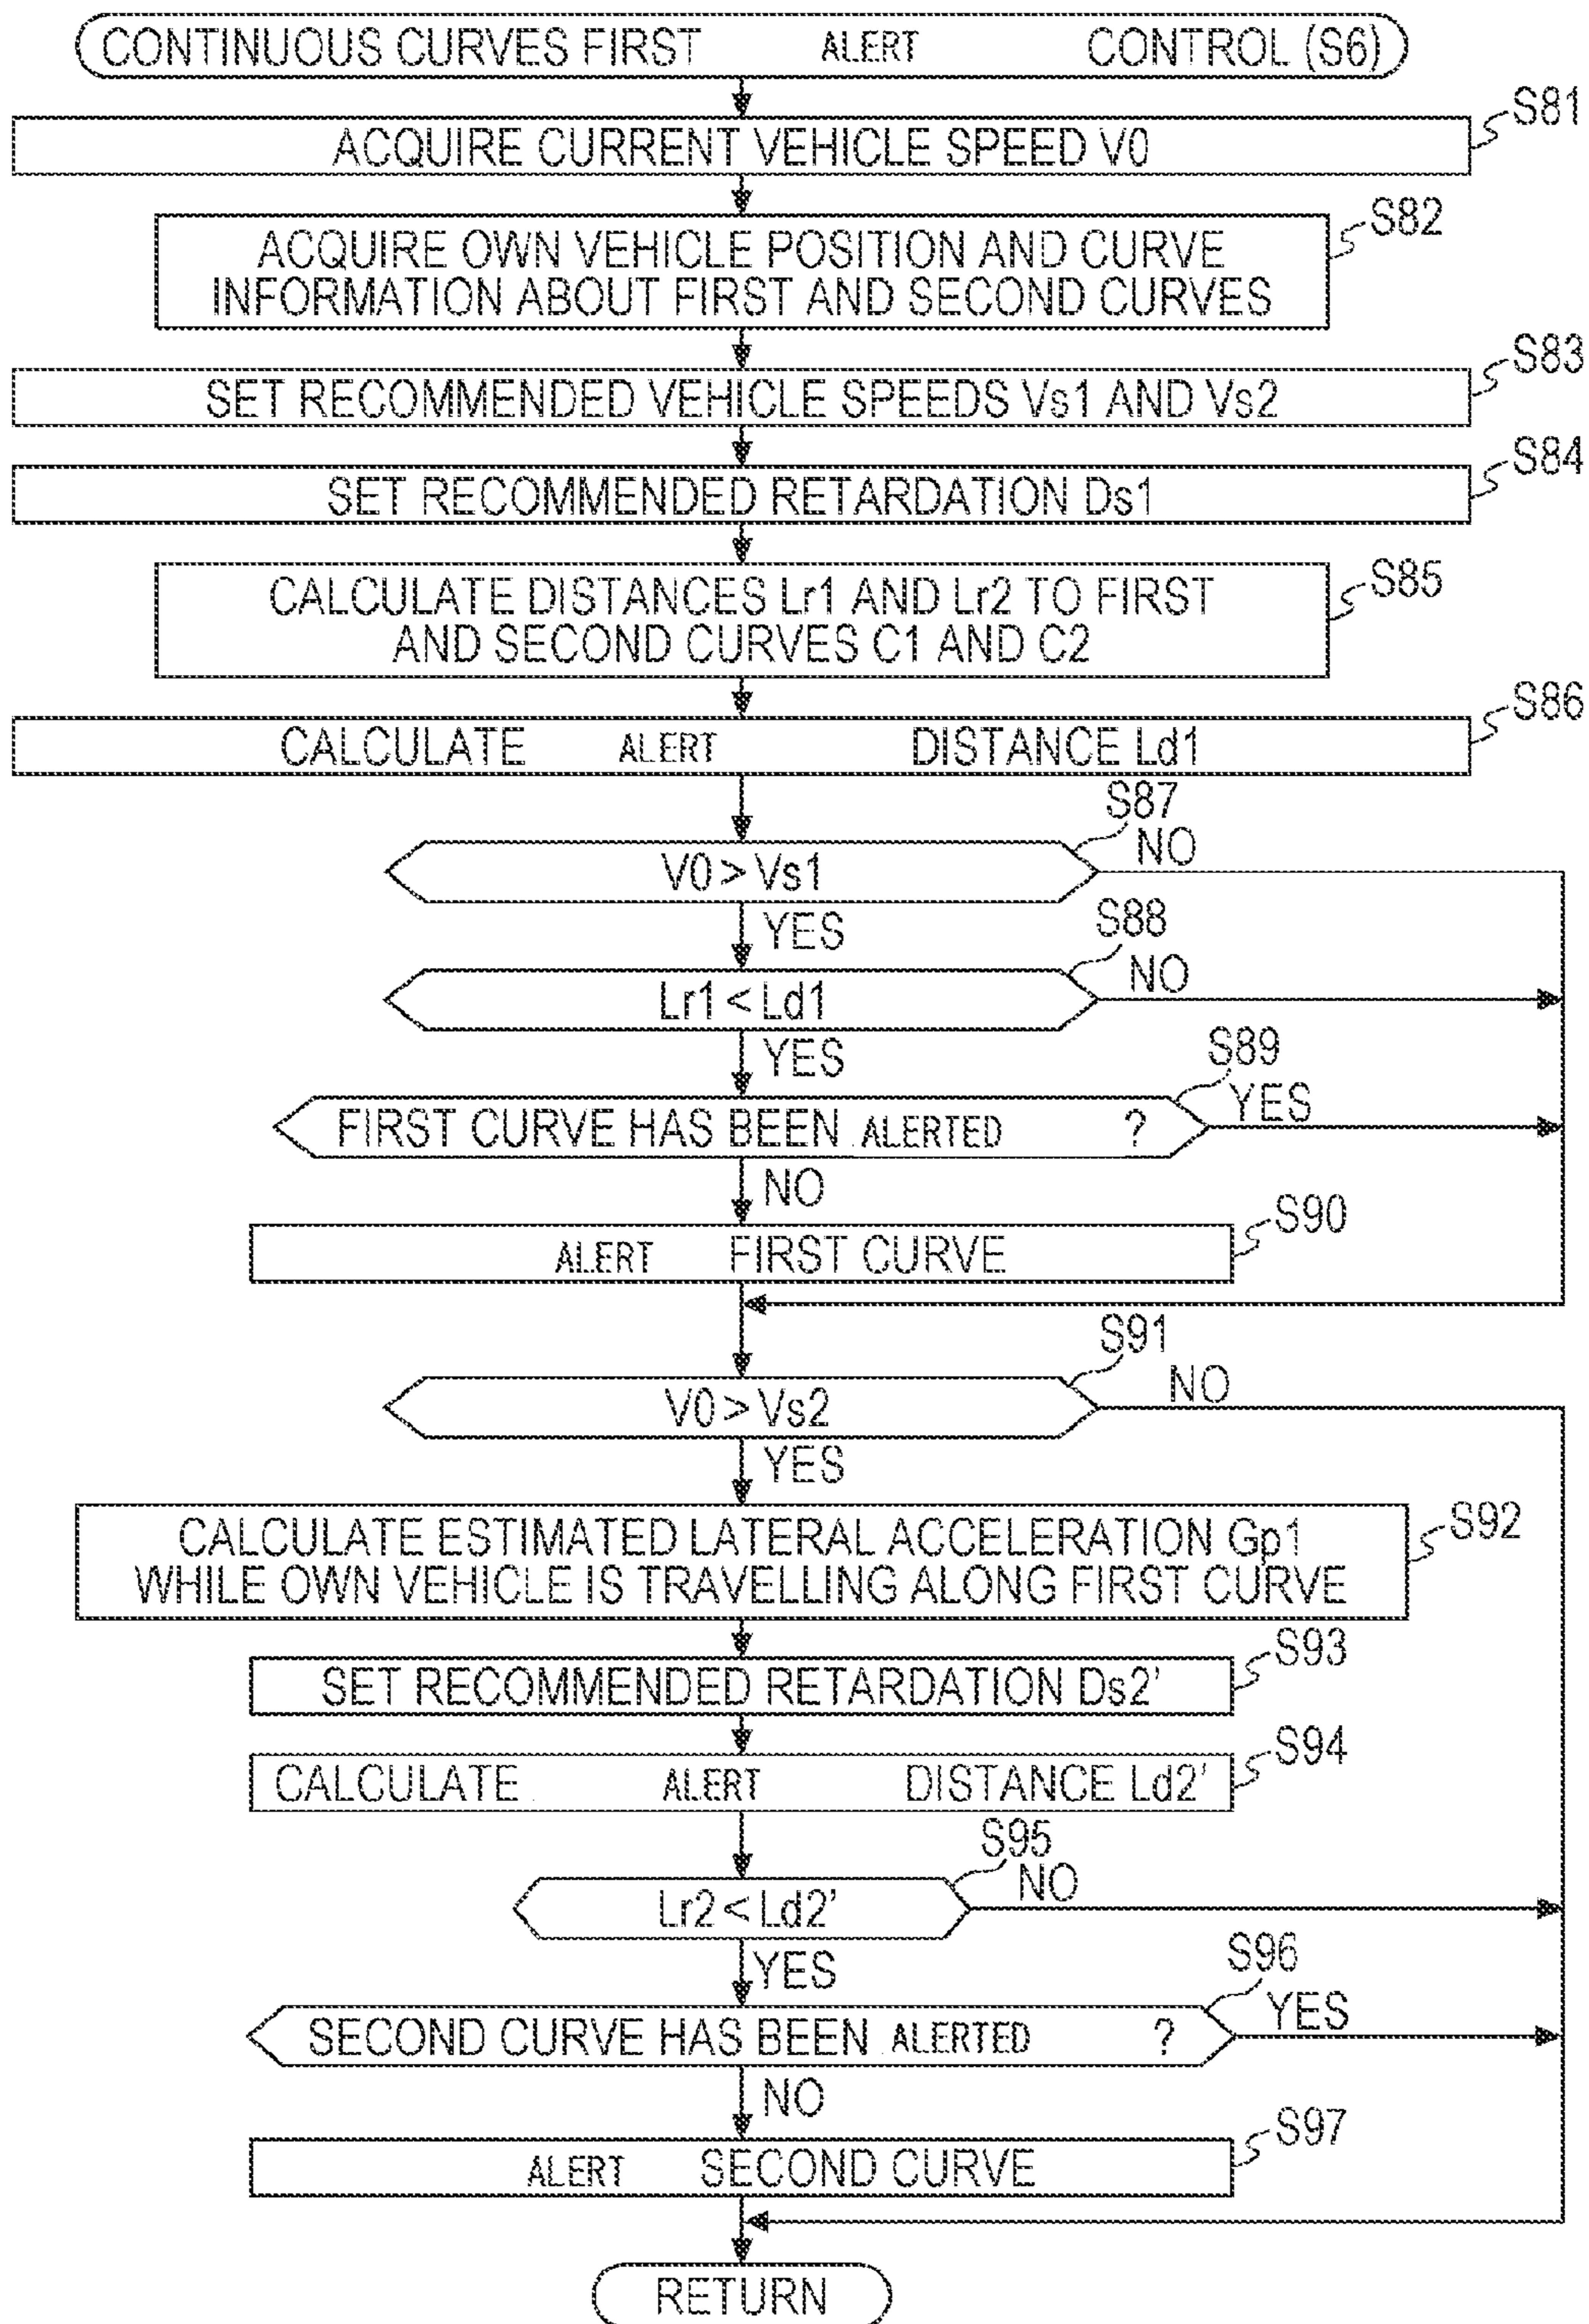 CONTINUOUS CURVES FIRST ALERT CONTROL (S6)
S81
ACQUIRE CURRENT VEHICLE SPEED V0
S82
ACQUIRE OWN VEHICLE POSITION AND CURVE
INFORMATION ABOUT FIRST AND SECOND CURVES
S83
SET RECOMMENDED VEHICLE SPEEDS Vs1 AND Vs2
S84
SET RECOMMENDED RETARDATION Ds1
S85
CALCULATE DISTANCES Lr1 AND Lr2 TO FIRST
AND SECOND CURVES C1 AND C2
S86
CALCULATE ALERT DISTANCE Ld1
S87
NO
V0 > Vs1
YES
S88
NO
Lr1 < Ld1
YES
S89
YES
FIRST CURVE HAS BEEN ALERTED ?
NO
S90
ALERT FIRST CURVE
S91
NO
V0 > Vs2
YES
S92
CALCULATE ESTIMATED LATERAL ACCELERATION Gp1
WHILE OWN VEHICLE IS TRAVELLING ALONG FIRST CURVE
S93
SET RECOMMENDED RETARDATION Ds2'
S94
CALCULATE ALERT DISTANCE Ld2'
S95
NO
Lr2 < Ld2'
YES
S96
YES
SECOND CURVE HAS BEEN ALERTED ?
NO
S97
ALERT SECOND CURVE
RETURN